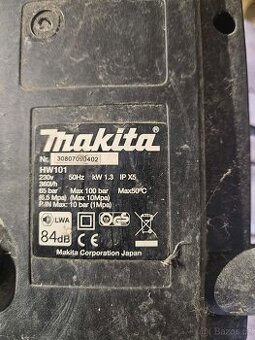 makita
Nr. 30807000402
HW101
230v 50Hz kW 1.3 IP X5
360l/h
65 bar Max 100 bar Max50°C
(6.5 Mpa) (Max 10Mpa)
P.IN Max: 10 bar (1Mpa)
LWA
84dB
Makita Corporation Japan